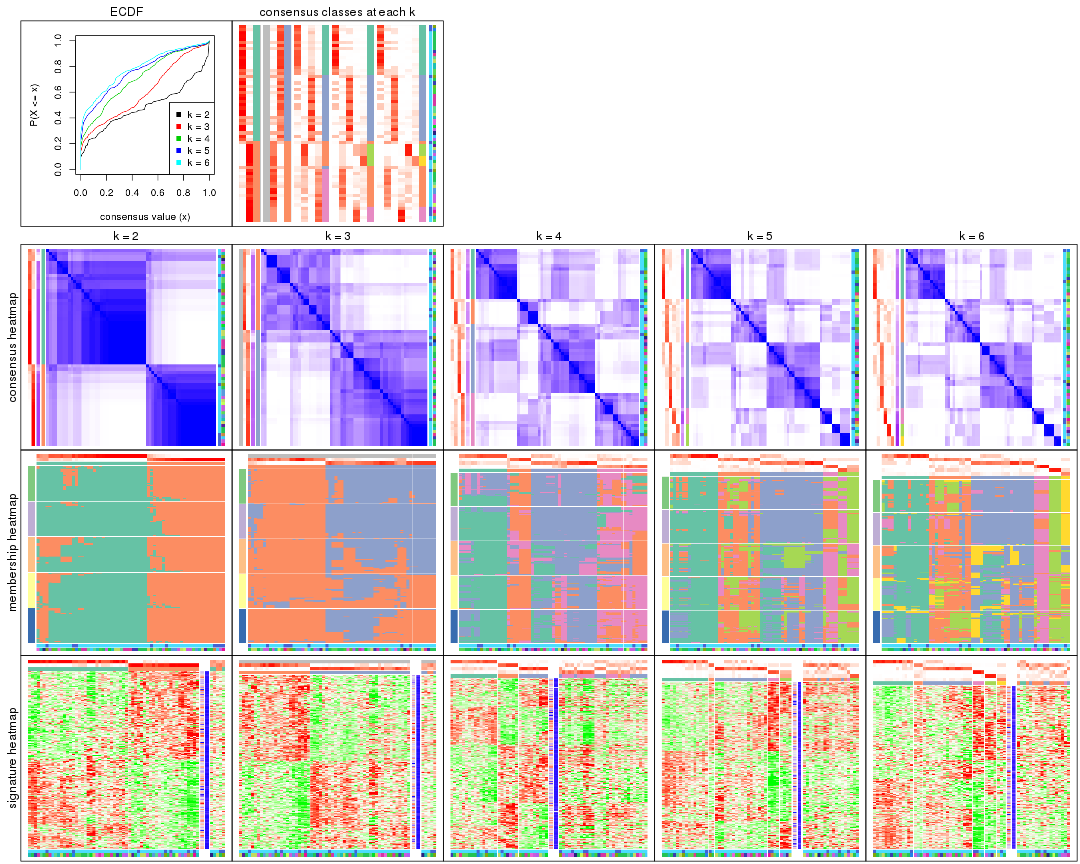 ECDF
consensus classes at each k
P(X <= x)
0.0 0.2 0.4 0.6 0.8 1.0
k = 2
k = 3
k = 4
k = 5
k = 6
0.0 0.2 0.4 0.6 0.8 1.0
consensus value (x)
k = 2
k = 3
k = 4
k = 5
k = 6
consensus heatmap
membership heatmap
signature heatmap